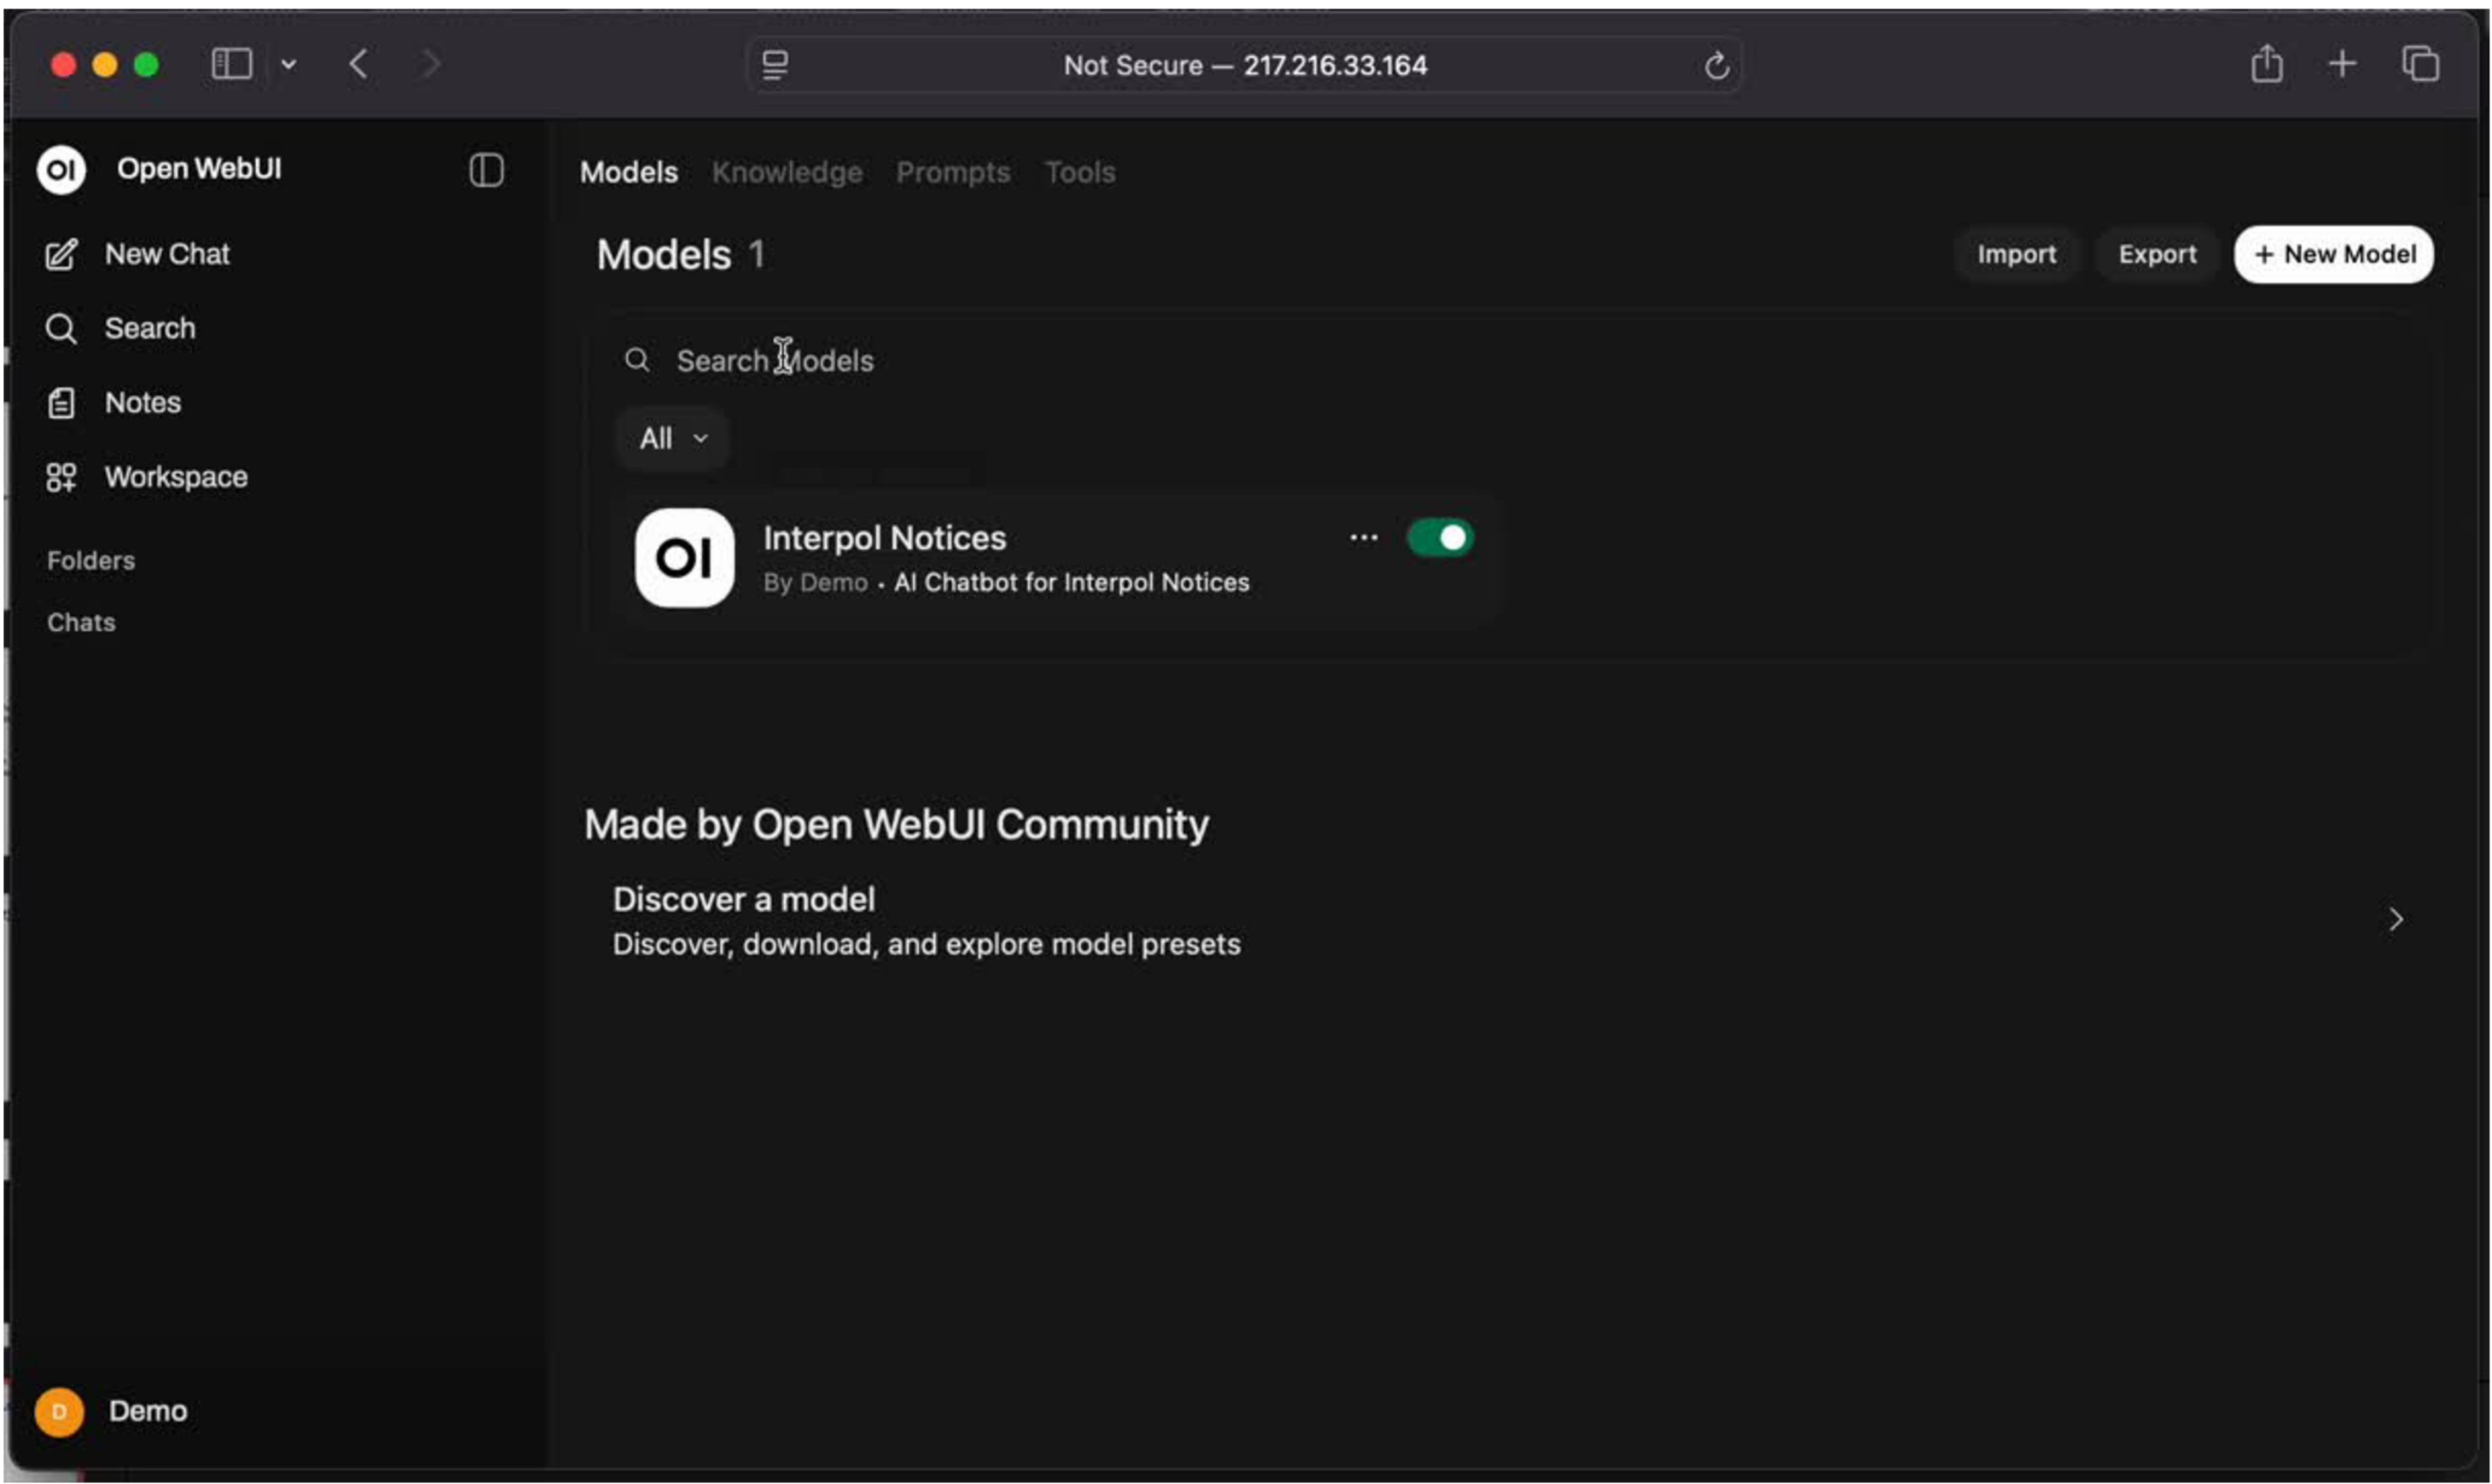 Not Secure — 217.216.33.164
OI Open WebUI
New Chat
Search
Notes
Workspace
Folders
Chats
D Demo
Models Knowledge Prompts Tools
Models 1
Import Export + New Model
Search Models
All
OI
Interpol Notices
By Demo • AI Chatbot for Interpol Notices
Made by Open WebUI Community
Discover a model
Discover, download, and explore model presets